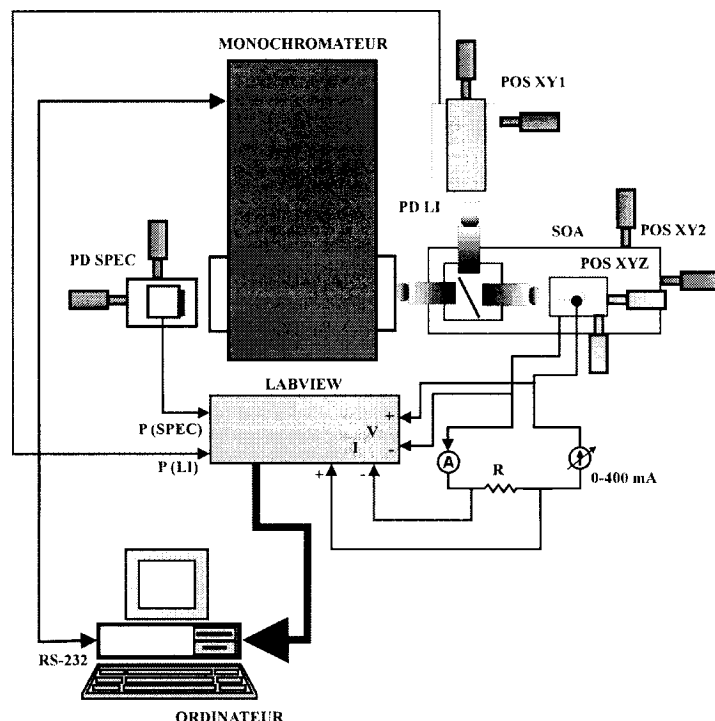 MONOCHROMATEUR
POS XY1
PD LI
SOA
POS XY2
PD SPEC
POS XYZ
LABVIEW
P (SPEC)
+
V
I
-
P (LI)
+
-
A
R
0-400 mA
RS-232
ORDINATEUR